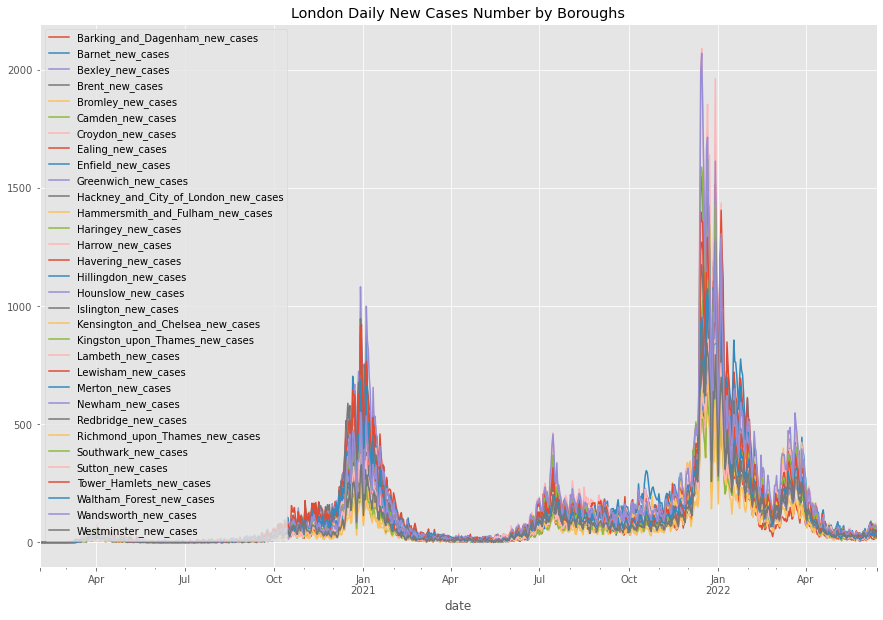 London Daily New Cases Number by Boroughs
Barking_and_Dagenham_new_cases
Barnet_new_cases
Bexley_new_cases
Brent_new_cases
Bromley_new_cases
Camden_new_cases
Croydon_new_cases
Ealing_new_cases
Enfield_new_cases
Greenwich_new_cases
Hackney_and_City_of_London_new_cases
Hammersmith_and_Fulham_new_cases
Haringey_new_cases
Harrow_new_cases
Havering_new_cases
Hillingdon_new_cases
Hounslow_new_cases
Islington_new_cases
Kensington_and_Chelsea_new_cases
Kingston_upon_Thames_new_cases
Lambeth_new_cases
Lewisham_new_cases
Merton_new_cases
Newham_new_cases
Redbridge_new_cases
Richmond_upon_Thames_new_cases
Southwark_new_cases
Sutton_new_cases
Tower_Hamlets_new_cases
Waltham_Forest_new_cases
Wandsworth_new_cases
Westminster_new_cases
2000
1500
1000
500
0
Apr Jul Oct Jan Apr Jul Oct Jan Apr
2021 2022
date